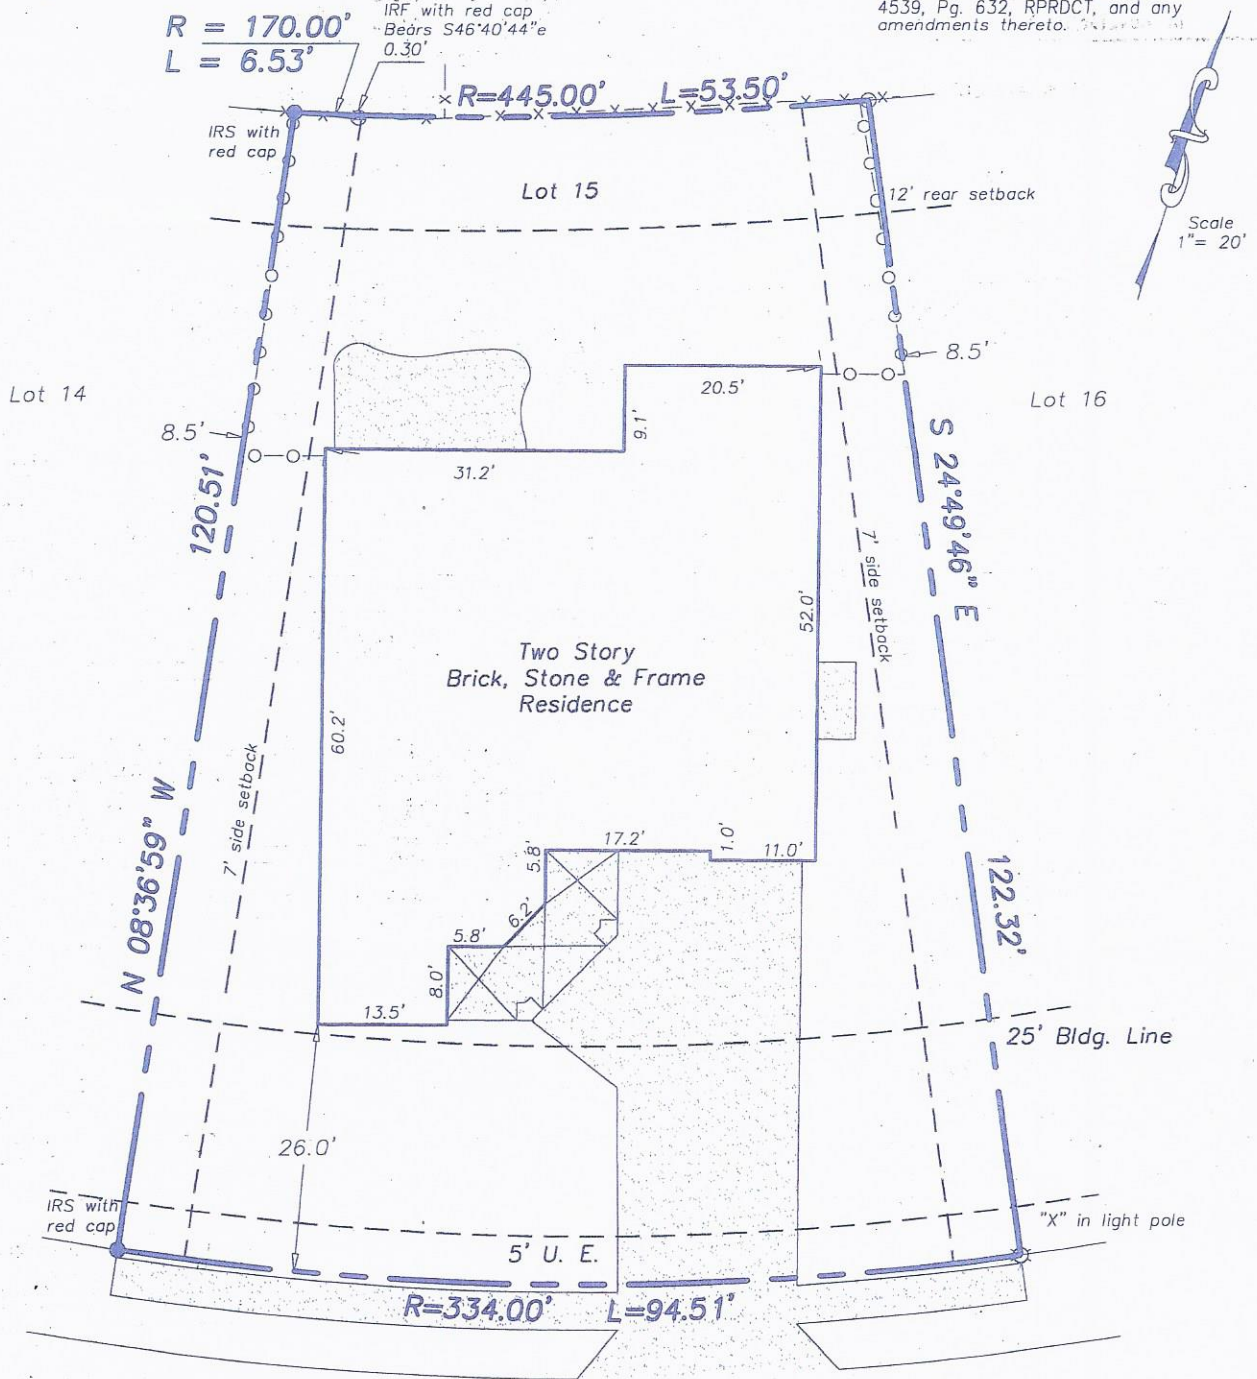 4539, Pg. 632, RPRDCT, and any
amendments thereto.
R = 170.00'
L = 6.53'
IRF with red cap
Bears S46°40'44"e
0.30'
R=445.00' L=53.50'
IRS with
red cap
Lot 15
12' rear setback
Scale
1"= 20'
Lot 14
8.5'
8.5'
Lot 16
20.5'
9.1'
31.2'
120.51'
S 24°49'46" E
7' side setback
52.0'
Two Story
Brick, Stone & Frame
Residence
60.2'
7' side setback
N 08°36'59" W
17.2'
1.0'
11.0'
5.8'
6.2'
5.8'
8.0'
13.5'
122.32'
25' Bldg. Line
26.0'
IRS with
red cap
"X" in light pole
5' U. E.
R=334.00' L=94.51'